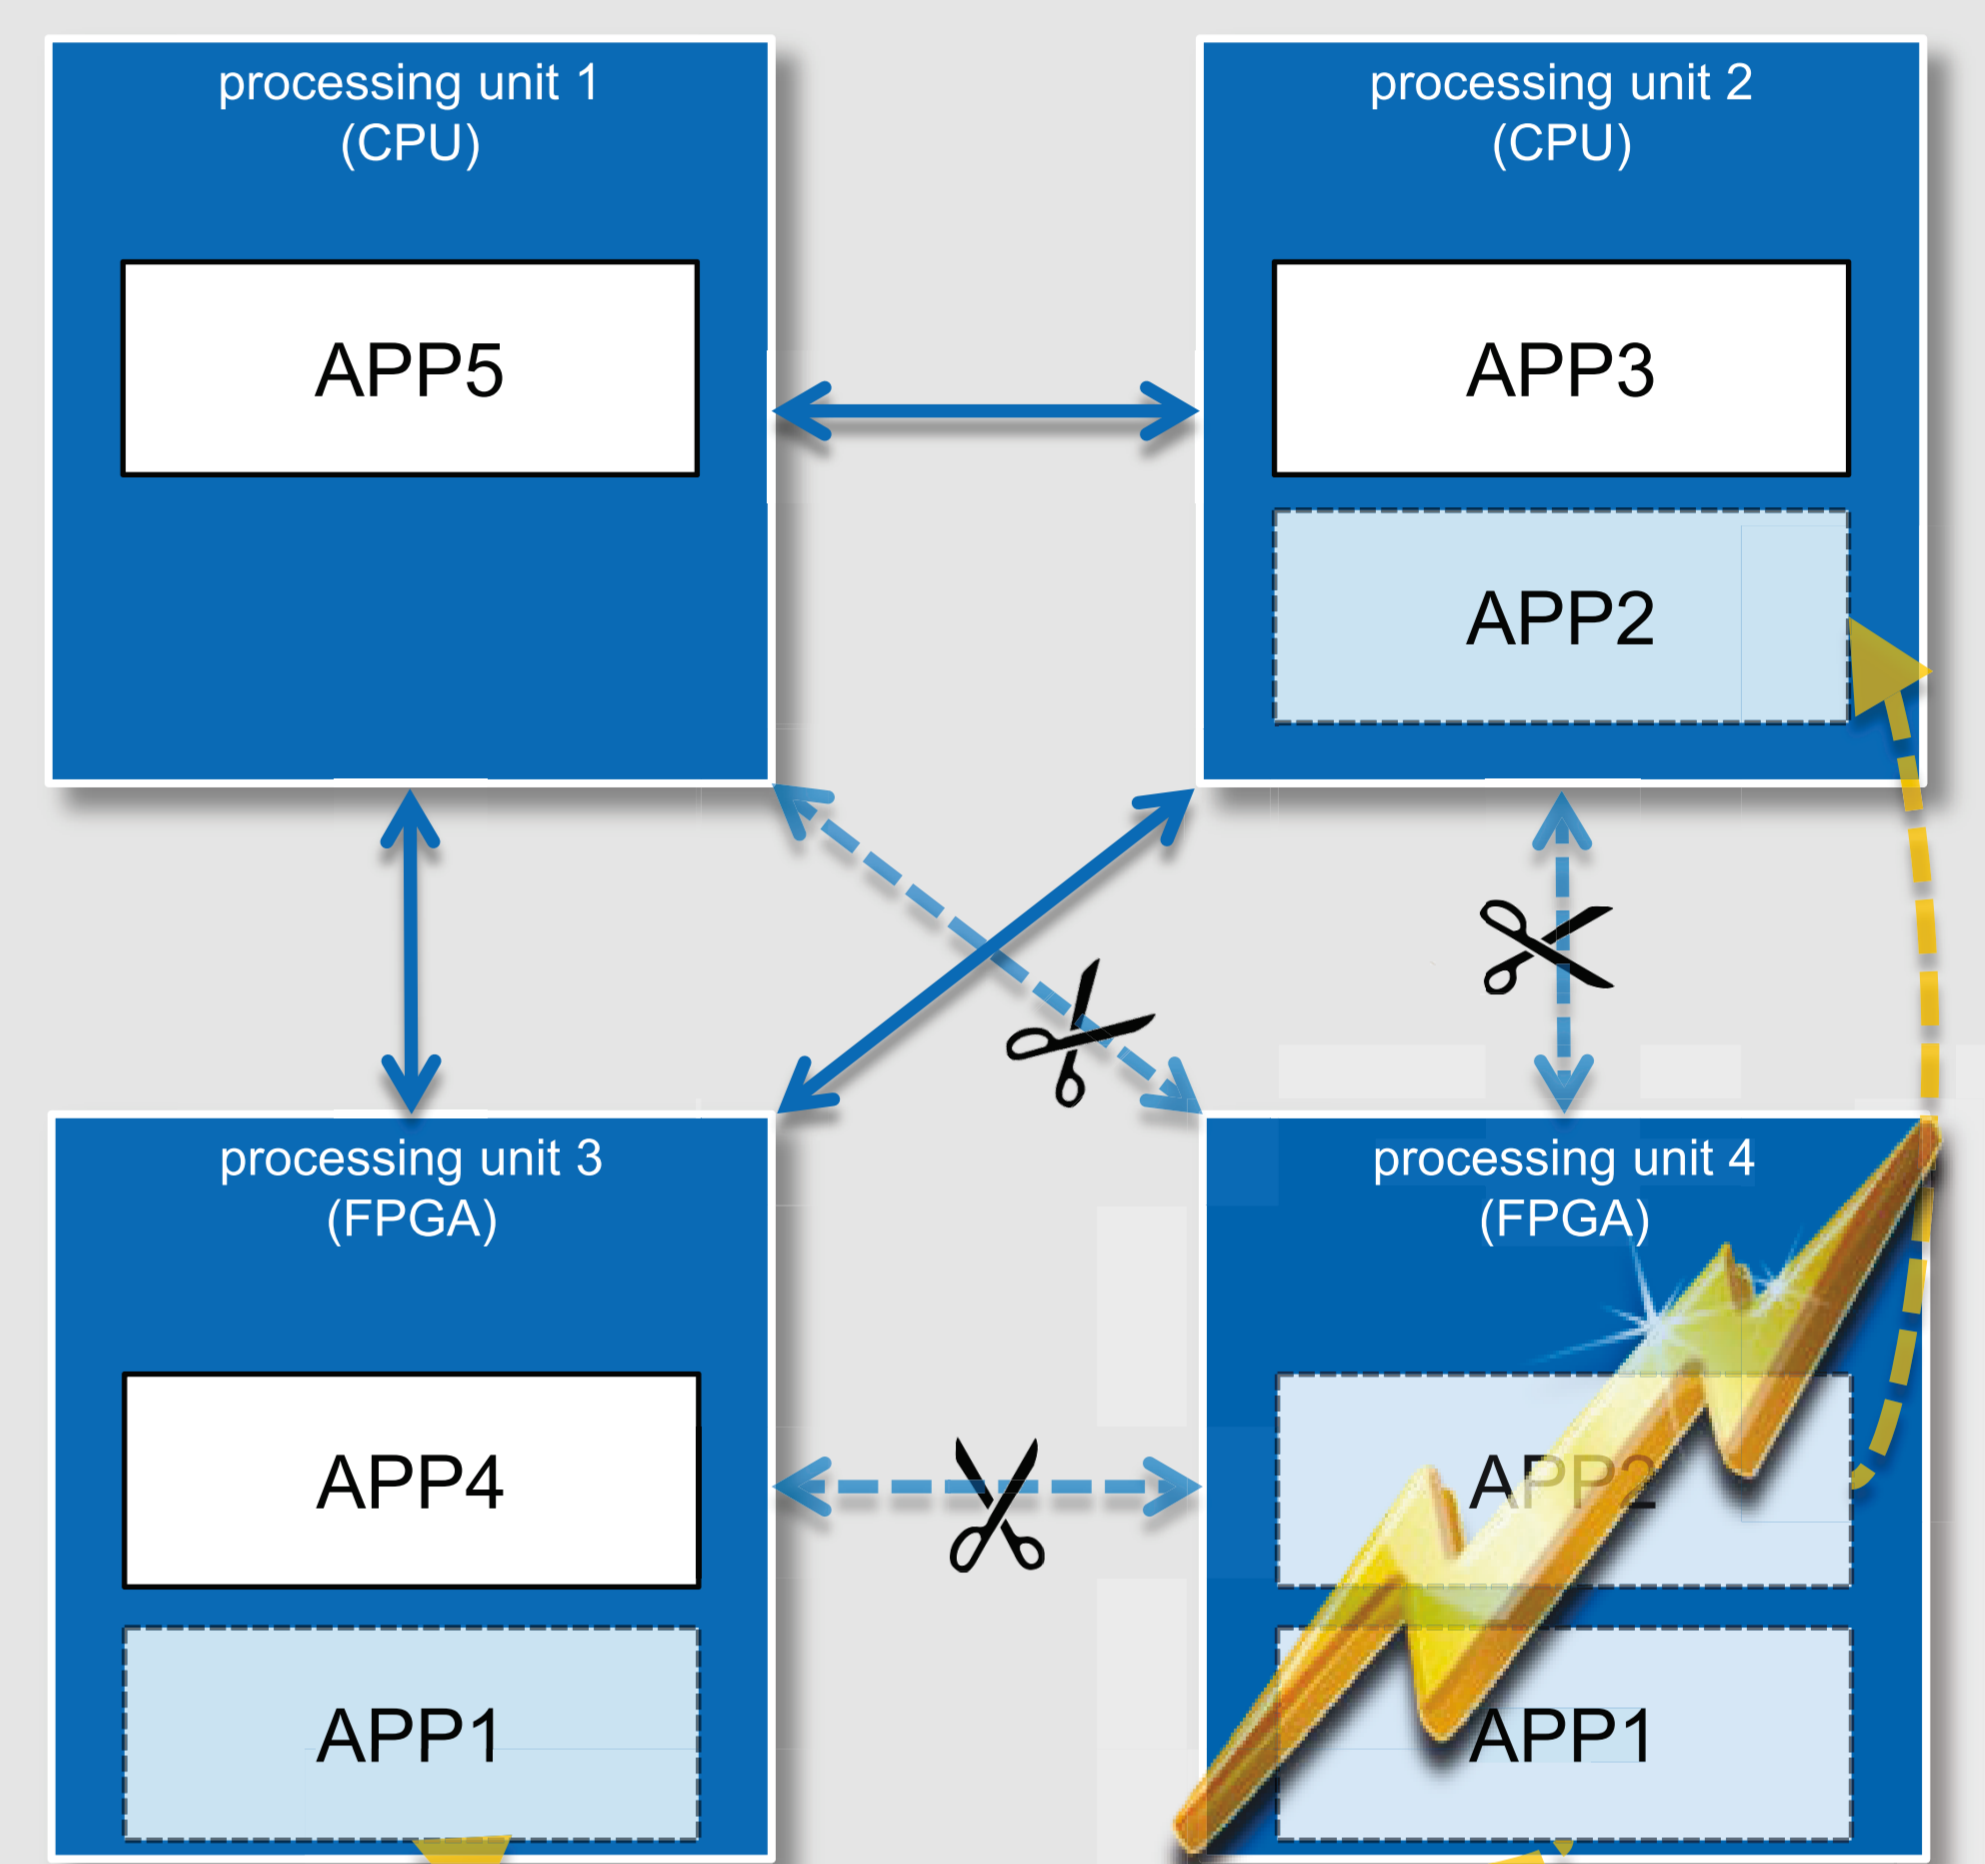 processing unit 1
(CPU)
APP5
processing unit 2
(CPU)
APP3
APP2
processing unit 3
(FPGA)
APP4
APP1
processing unit 4
(FPGA)
APP2
APP1